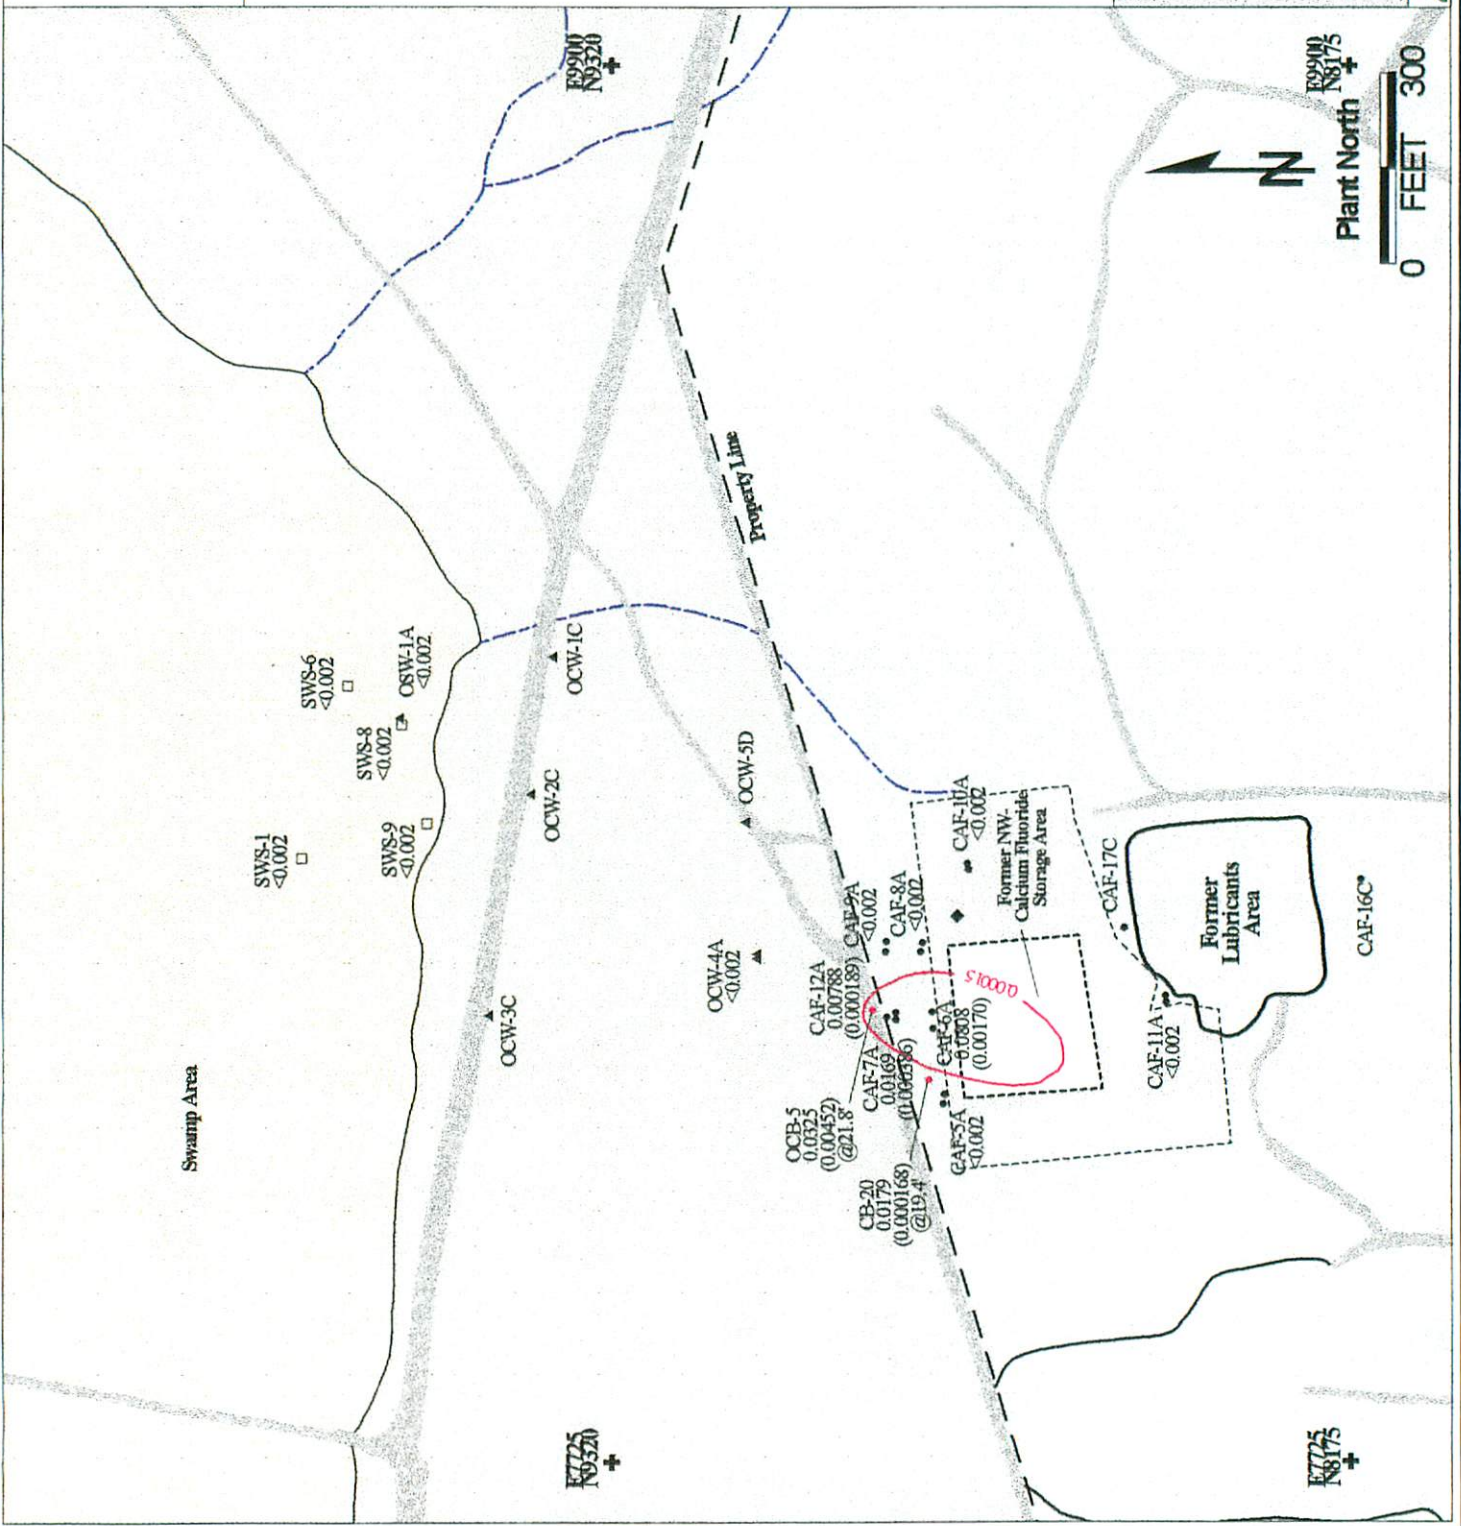 E9900
N9320
E9900
N8175
0 FEET 300
Plant North
N
Property Line
SWS-6
<0.002
OSW-1A
<0.002
SWS-8
<0.002
SWS-1
<0.002
SWS-9
<0.002
OCW-1C
OCW-2C
OCW-3C
OCW-5D
OCW-4A
<0.002
Swamp Area
CAF-9A
<0.002
CAF-8A
<0.002
CAF-10A
<0.002
Former NW-
Calcium Fluoride
Storage Area
CAF-17C
Former
Lubricants
Area
CAF-16C
CAF-12A
0.00788
(0.000189)
0.00015
CAF-6A
0.0808
(0.00170)
CAF-7A
0.0169
CAF-11A
<0.002
OCB-5
0.0325
(0.00452)
@21.8'
CAF-5A
<0.002
CB-20
0.0179
(0.000168)
@19.4'
E7725
N9320
E7725
N8175